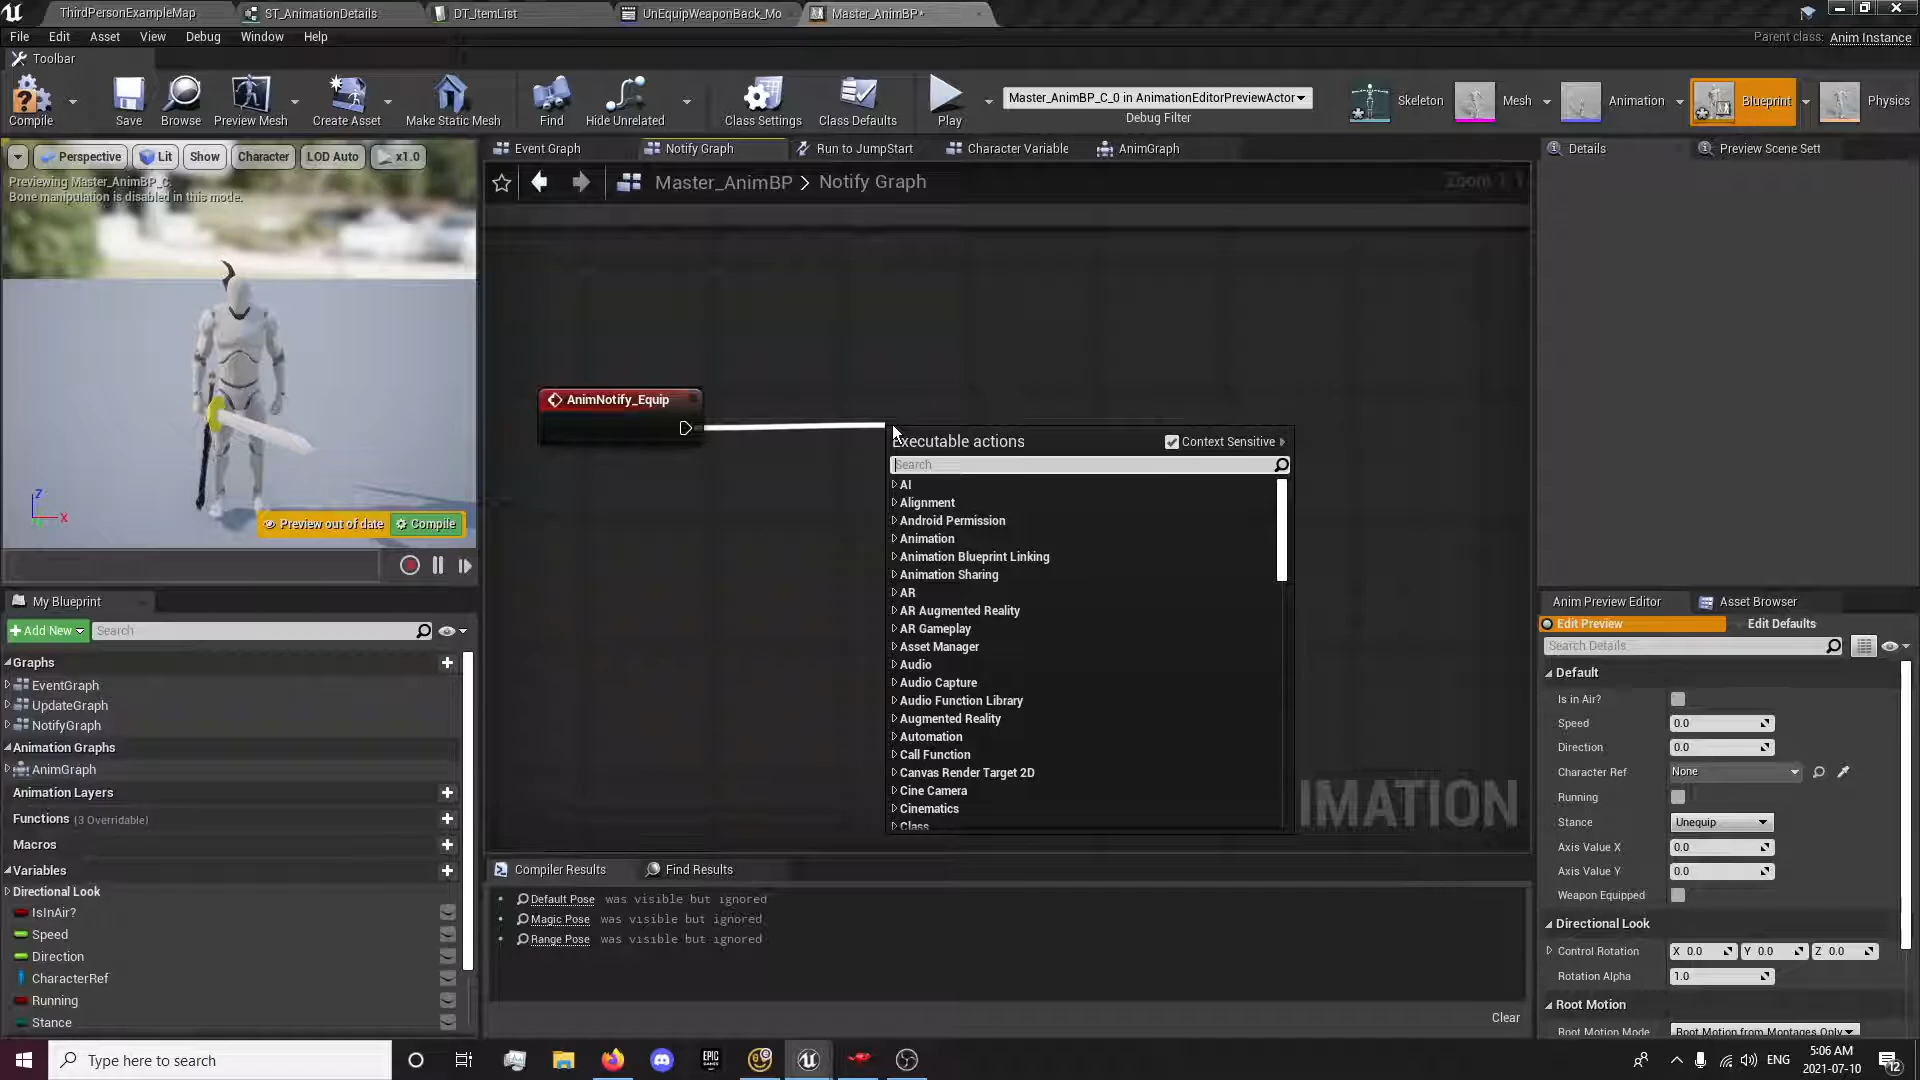 ThirdPersonExampleMap
ST_AnimationDetails
DT_ItemList
UnEquipWeaponBack_Mo
Master_AnimBP*
File Edit Asset View Debug Window Help
Parent class: Anim Instance
Toolbar
Compile
Save
Browse
Preview Mesh
Create Asset
Make Static Mesh
Find
Hide Unrelated
Class Settings
Class Defaults
Play
Master_AnimBP_C_0 in AnimationEditorPreviewActor
Debug Filter
Skeleton
Mesh
Animation
Blueprint
Physics
Perspective Lit Show Character LOD Auto x1.0
Previewing Master_AnimBP_C.
Bone manipulation is disabled in this mode.
Z
X
Preview out of date Compile
Event Graph
Notify Graph
Run to JumpStart
Character Variable
AnimGraph
Master_AnimBP > Notify Graph
Zoom 1:1
AnimNotify_Equip
Executable actions
Context Sensitive
Search
AI
Alignment
Android Permission
Animation
Animation Blueprint Linking
Animation Sharing
AR
AR Augmented Reality
AR Gameplay
Asset Manager
Audio
Audio Capture
Audio Function Library
Augmented Reality
Automation
Call Function
Canvas Render Target 2D
Cine Camera
Cinematics
Class
IMATION
My Blueprint
Add New
Search
Graphs
EventGraph
UpdateGraph
NotifyGraph
Animation Graphs
AnimGraph
Animation Layers
Functions (3 Overridable)
Macros
Variables
Directional Look
IsInAir?
Speed
Direction
CharacterRef
Running
Stance
Compiler Results
Find Results
Default Pose was visible but ignored
Magic Pose was visible but ignored
Range Pose was visible but ignored
Clear
Details
Preview Scene Sett
Anim Preview Editor
Asset Browser
Edit Preview
Edit Defaults
Search Details
Default
Is in Air?
Speed 0.0
Direction 0.0
Character Ref None
Running
Stance Unequip
Axis Value X 0.0
Axis Value Y 0.0
Weapon Equipped
Directional Look
Control Rotation X 0.0 Y 0.0 Z 0.0
Rotation Alpha 1.0
Root Motion
Root Motion Mode Root Motion from Montages Only
Type here to search
EPIC GAMES
ENG
5:06 AM
2021-07-10
12